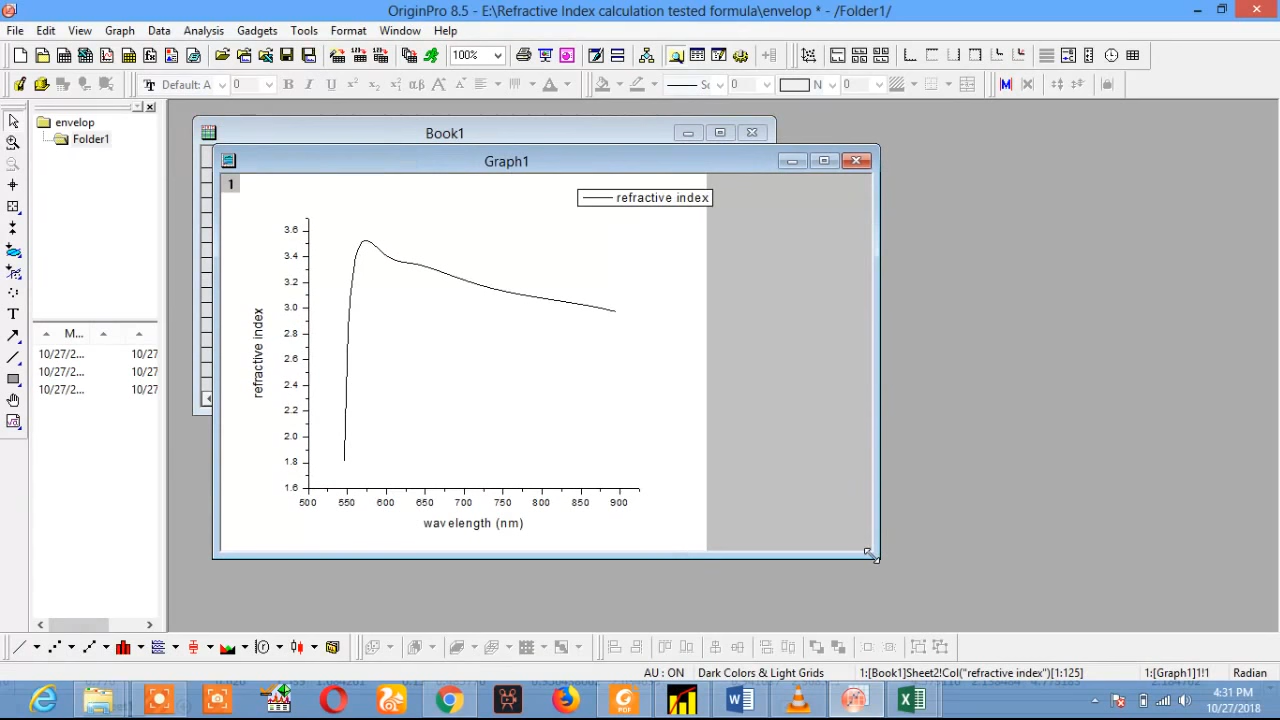 OriginPro 8.5 - E:\Refractive Index calculation tested formula\envelop * - /Folder1/
File Edit View Graph Data Analysis Gadgets Tools Format Window Help
100%
Default: A 0 B I U αβ A A A 0 N 0
envelop
Folder1
M...
10/27/2... 10/27
10/27/2... 10/27
10/27/2... 10/27
Book1
Graph1
1
refractive index
3.6
3.4
3.2
3.0
2.8
2.6
2.4
2.2
2.0
1.8
1.6
refractive index
500 550 600 650 700 750 800 850 900
wavelength (nm)
AU : ON Dark Colors & Light Grids 1:[Book1]Sheet2!Col("refractive index")[1:125] 1:[Graph1]1!1 Radian
4:31 PM
10/27/2018